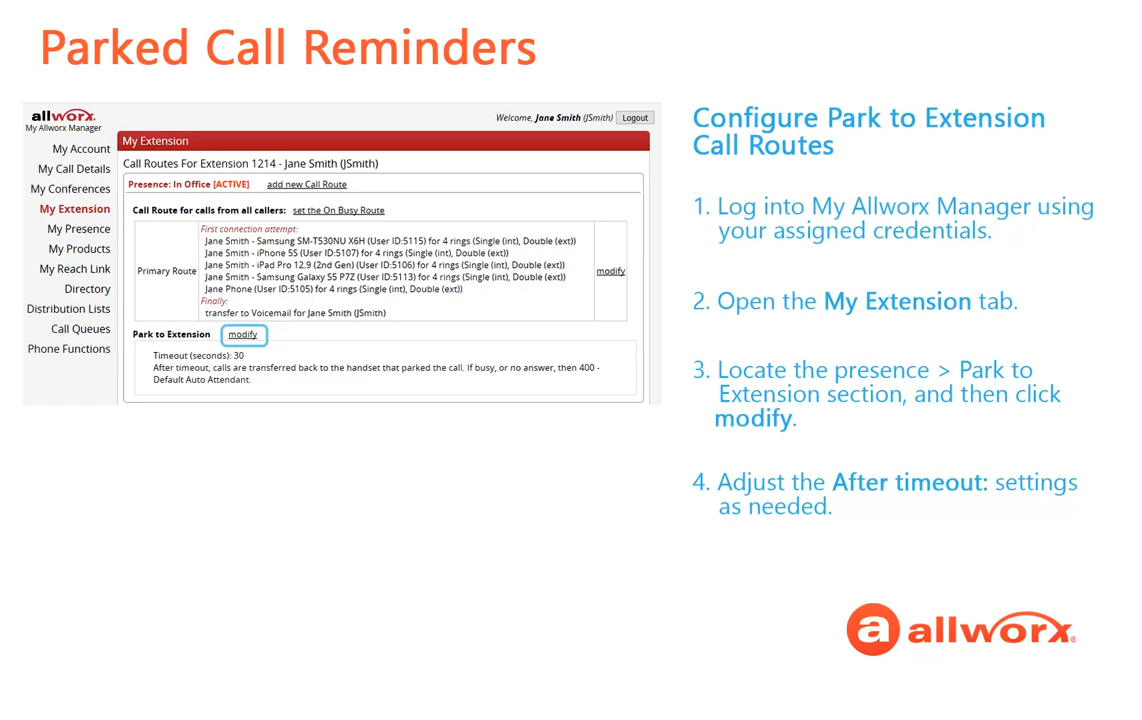 Parked Call Reminders
allworx.
My Allworx Manager
Welcome, Jane Smith (JSmith) Logout
My Account
My Call Details
My Conferences
My Extension
My Presence
My Products
My Reach Link
Directory
Distribution Lists
Call Queues
Phone Functions
My Extension
Call Routes For Extension 1214 - Jane Smith (JSmith)
Presence: In Office [ACTIVE] add new Call Route
Call Route for calls from all callers: set the On Busy Route
Primary Route
First connection attempt:
Jane Smith - Samsung SM-T530NU X6H (User ID:5115) for 4 rings (Single (int), Double (ext))
Jane Smith - iPhone 5S (User ID:5107) for 4 rings (Single (int), Double (ext))
Jane Smith - iPad Pro 12.9 (2nd Gen) (User ID:5106) for 4 rings (Single (int), Double (ext))
Jane Smith - Samsung Galaxy S5 P7Z (User ID:5113) for 4 rings (Single (int), Double (ext))
Jane Phone (User ID:5105) for 4 rings (Single (int), Double (ext))
Finally:
transfer to Voicemail for Jane Smith (JSmith)
modify
Park to Extension modify
Timeout (seconds): 30
After timeout, calls are transferred back to the handset that parked the call. If busy, or no answer, then 400 -
Default Auto Attendant.
Configure Park to Extension
Call Routes
1. Log into My Allworx Manager using
your assigned credentials.
2. Open the My Extension tab.
3. Locate the presence > Park to
Extension section, and then click
modify.
4. Adjust the After timeout: settings
as needed.
a allworx®